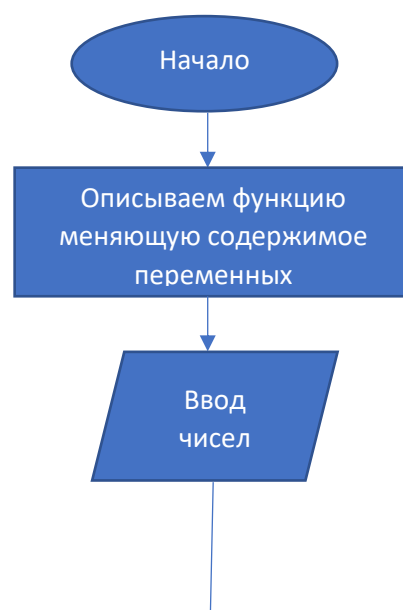 Начало
Описываем функцию
меняющую содержимое
переменных
Ввод
чисел